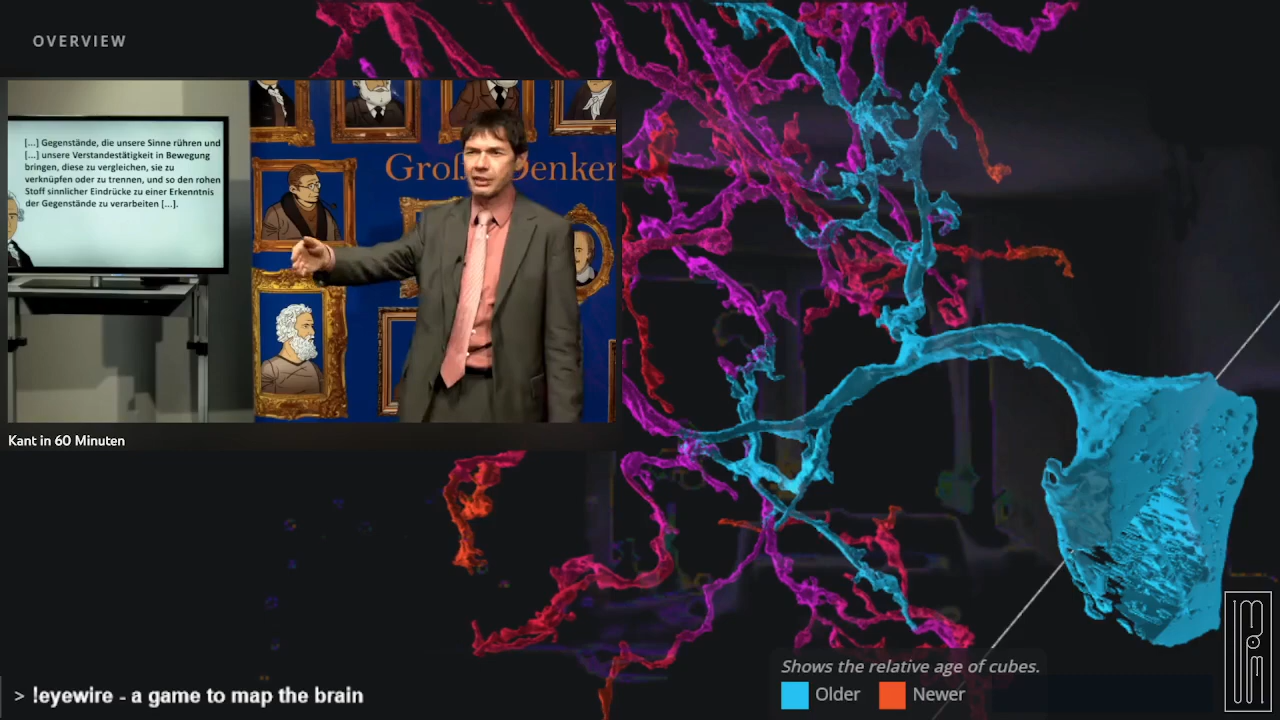 OVERVIEW
[...] Gegenstände, die unsere Sinne rühren und
[...] unsere Verstandestätigkeit in Bewegung
bringen, diese zu vergleichen, sie zu
verknüpfen oder zu trennen, und so den rohen
Stoff sinnlicher Eindrücke zu einer Erkenntnis
der Gegenstände zu verarbeiten [...].
Große Denker
Kant in 60 Minuten
Shows the relative age of cubes.
Older
Newer
> !eyewire - a game to map the brain